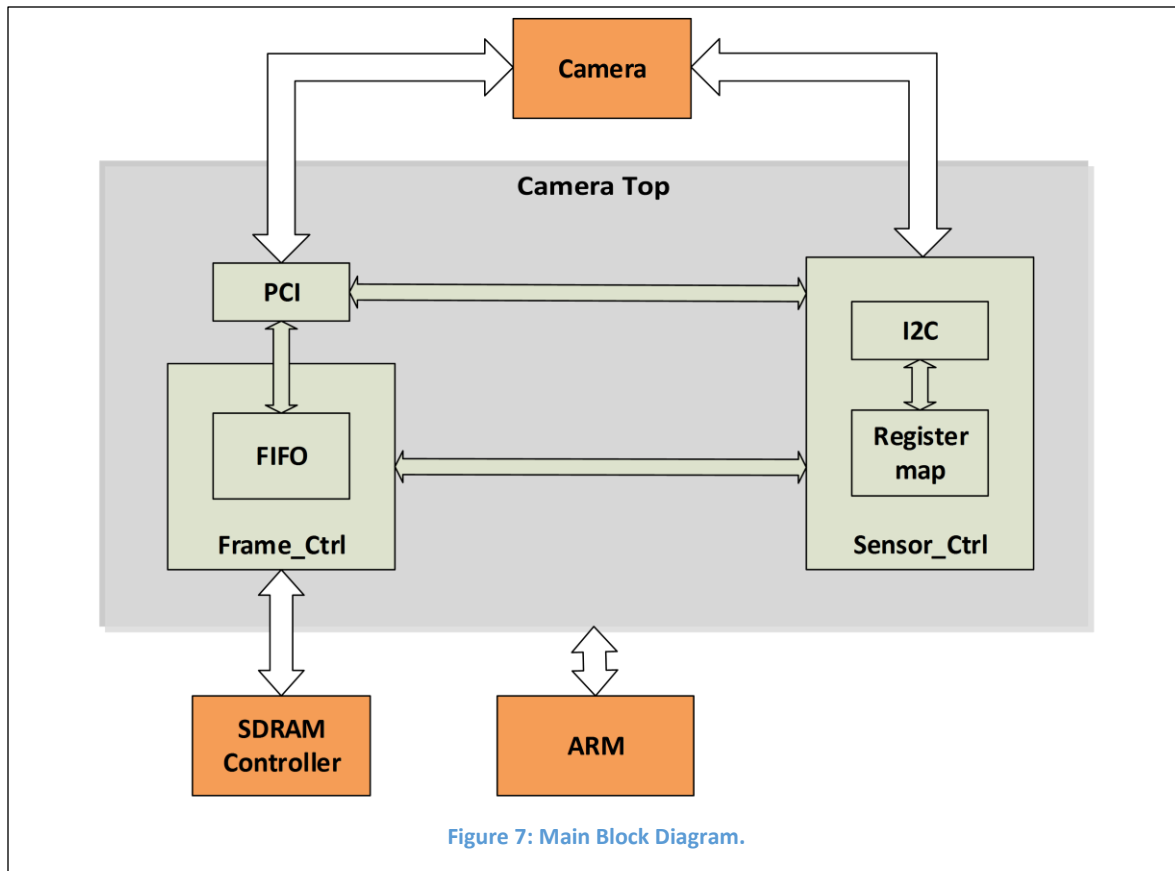 Camera
Camera Top
PCI
I2C
Register
map
FIFO
Frame_Ctrl
Sensor_Ctrl
SDRAM
Controller
ARM
Figure 7: Main Block Diagram.